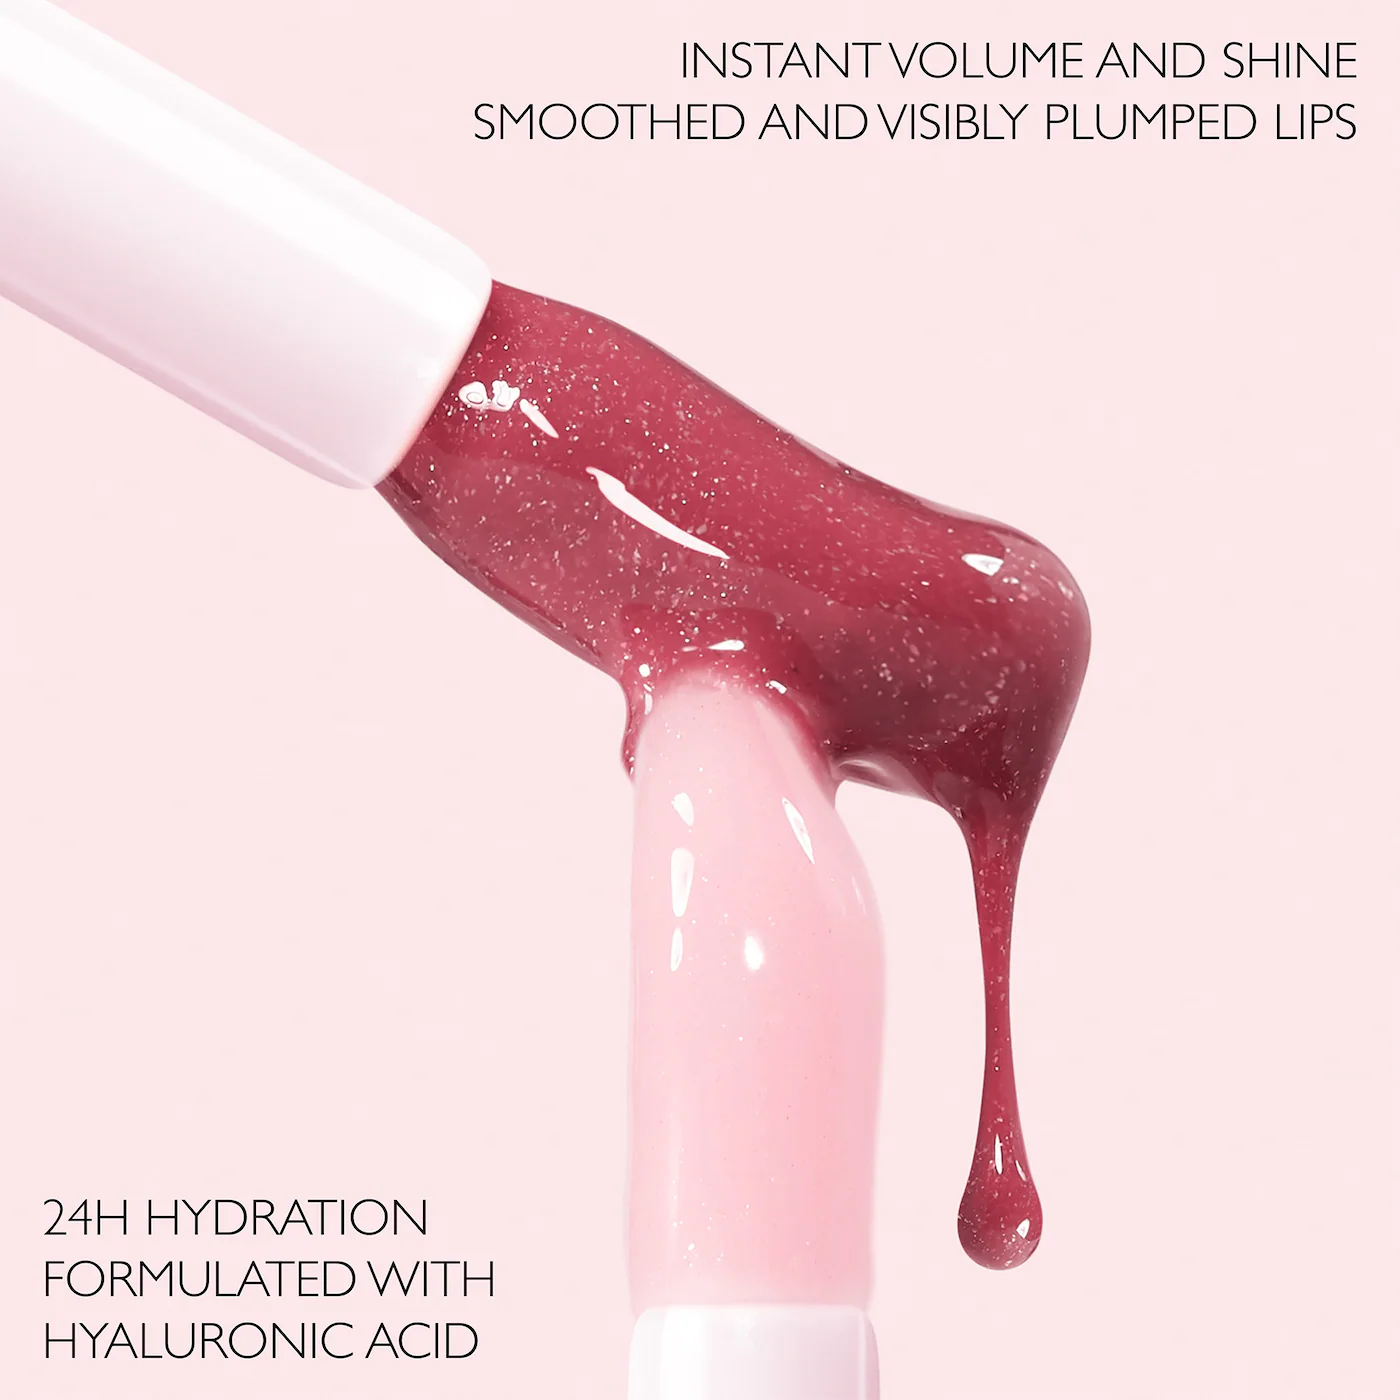 INSTANT VOLUME AND SHINE
SMOOTHED AND VISIBLY PLUMPED LIPS
24H HYDRATION
FORMULATED WITH
HYALURONIC ACID